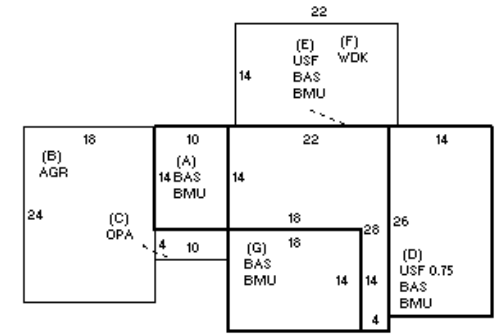 22
(E) (F)
USF WDK
14 BAS
BMU
18 10 22 14
(B)
AGR
(A)
14 BAS 14
BMU
24
(C)
OPA
18
28 26
4 10
(G) 18
BAS
BMU 14 14
(D)
USF 0.75
BAS
BMU
4